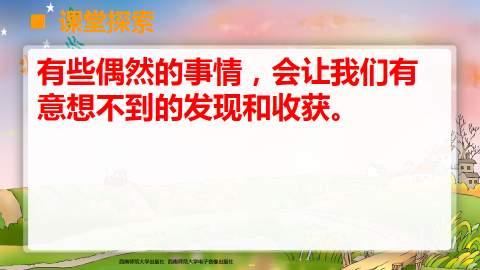 ■ 课堂探索
有些偶然的事情，会让我们有
意想不到的发现和收获。
西南师范大学出版社 西南师范大学电子音像出版社